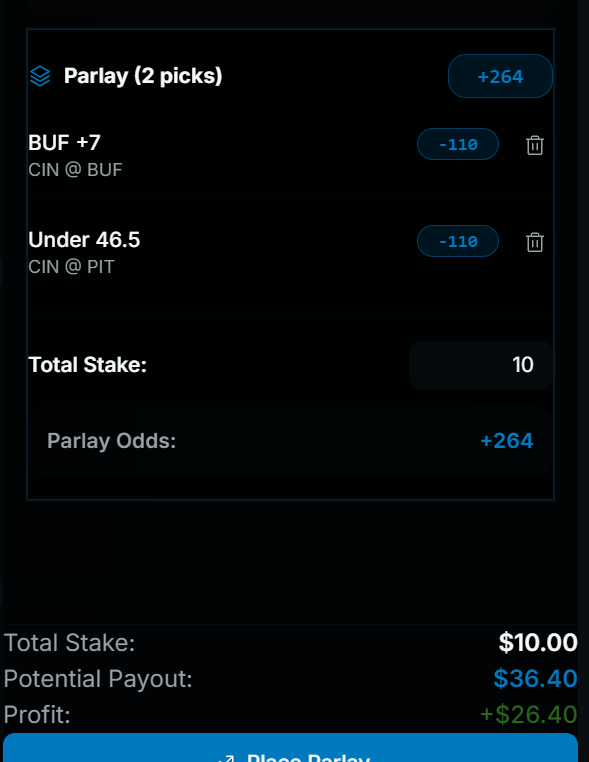 Parlay (2 picks) +264
BUF +7 -110
CIN @ BUF
Under 46.5 -110
CIN @ PIT
Total Stake: 10
Parlay Odds: +264
Total Stake: $10.00
Potential Payout: $36.40
Profit: +$26.40
Place Parlay